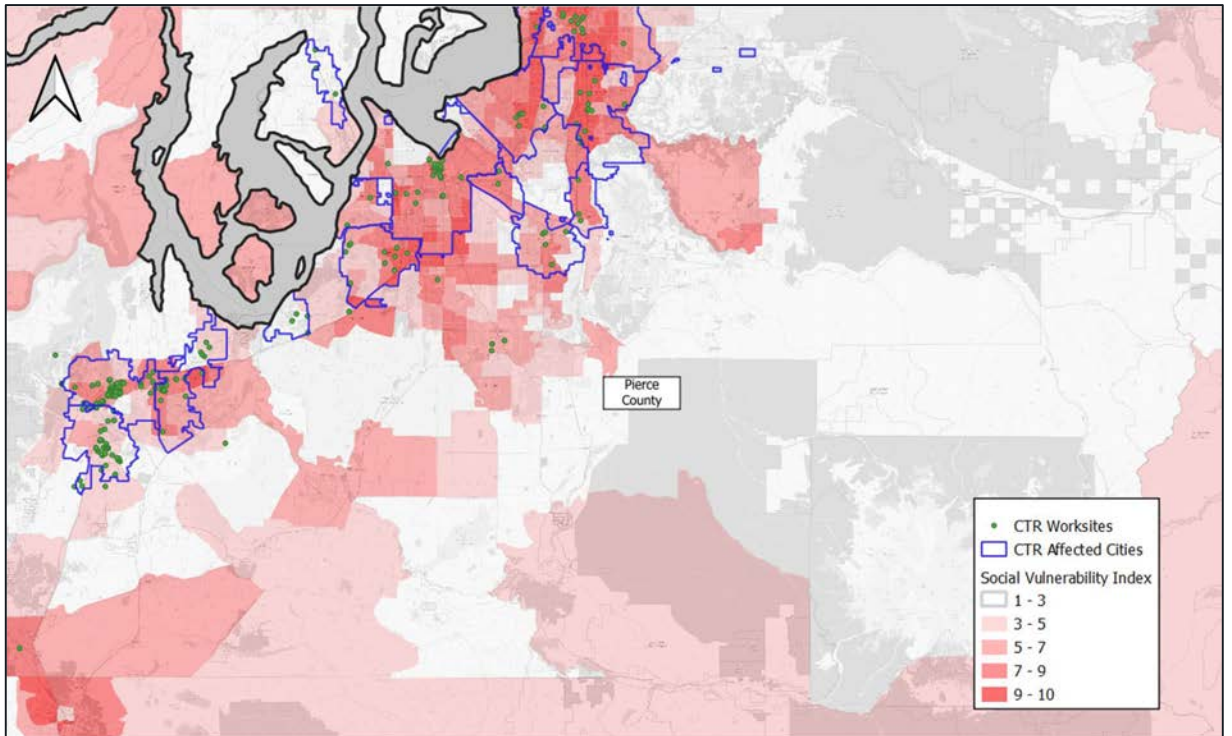 Pierce
County
CTR Worksites
CTR Affected Cities
Social Vulnerability Index
1 - 3
3 - 5
5 - 7
7 - 9
9 - 10